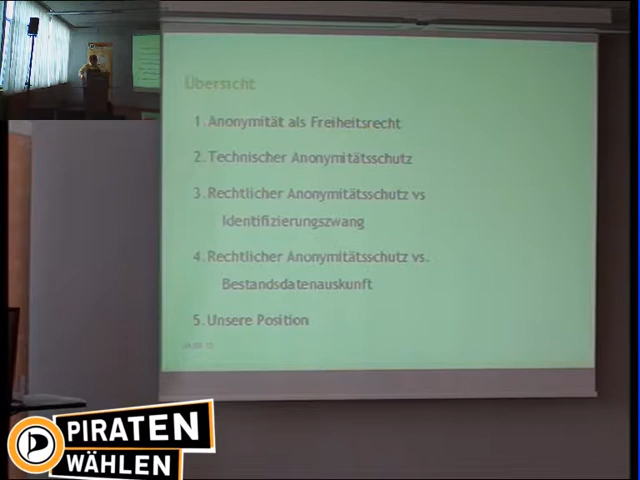 Übersicht
1. Anonymität als Freiheitsrecht
2. Technischer Anonymitätsschutz
3. Rechtlicher Anonymitätsschutz vs
Identifizierungszwang
4. Rechtlicher Anonymitätsschutz vs.
Bestandsdatenauskunft
5. Unsere Position
PIRATEN
WÄHLEN